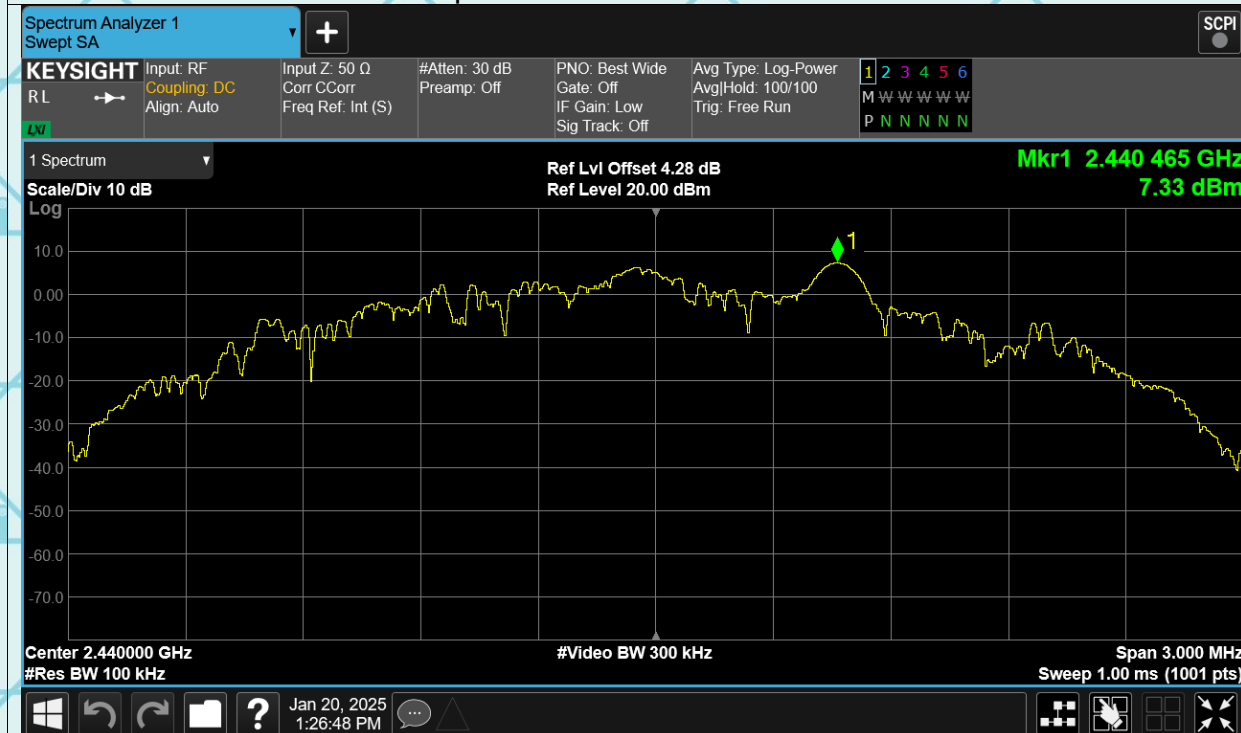 Spectrum Analyzer 1
Swept SA
+
SCPI
KEYSIGHT
RL
LXI
Input: RF
Coupling: DC
Align: Auto
Input Z: 50 Ω
Corr CCorr
Freq Ref: Int (S)
#Atten: 30 dB
Preamp: Off
PNO: Best Wide
Gate: Off
IF Gain: Low
Sig Track: Off
Avg Type: Log-Power
Avg|Hold: 100/100
Trig: Free Run
1 2 3 4 5 6
M W W W W W W
P N N N N N N
1 Spectrum
Scale/Div 10 dB
Ref Lvl Offset 4.28 dB
Ref Level 20.00 dBm
Mkr1 2.440 465 GHz
7.33 dBm
Log
1
10.0
0.00
-10.0
-20.0
-30.0
-40.0
-50.0
-60.0
-70.0
Center 2.440000 GHz
#Video BW 300 kHz
Span 3.000 MHz
#Res BW 100 kHz
Sweep 1.00 ms (1001 pts)
?
Jan 20, 2025
1:26:48 PM